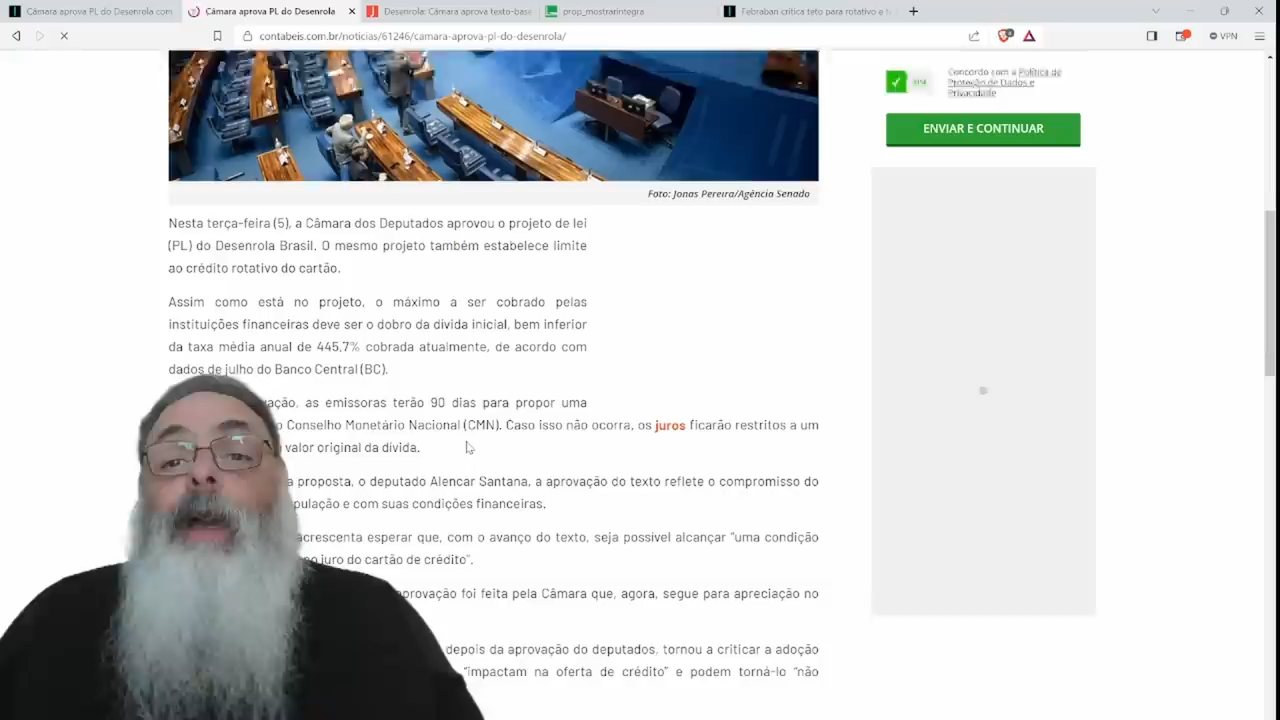 Câmara aprova PL do Desenrola com
Câmara aprova PL do Desenrola
Desenrola: Câmara aprova texto-base
prop_mostrarintegra
Febraban critica teto para rotativo e
contabeis.com.br/noticias/61246/camara-aprova-pl-do-desenrola/
VPN
Concordo com a Política de
Proteção de Dados e
Privacidade
ENVIAR E CONTINUAR
Foto: Jonas Pereira/Agência Senado
Nesta terça-feira (5), a Câmara dos Deputados aprovou o projeto de lei
(PL) do Desenrola Brasil. O mesmo projeto também estabelece limite
ao crédito rotativo do cartão.
Assim como está no projeto, o máximo a ser cobrado pelas
instituições financeiras deve ser o dobro da dívida inicial, bem inferior
da taxa média anual de 445,7% cobrada atualmente, de acordo com
dados de julho do Banco Central (BC).
as emissoras terão 90 dias para propor uma
Conselho Monetário Nacional (CMN). Caso isso não ocorra, os juros ficarão restritos a um
valor original da dívida.
a proposta, o deputado Alencar Santana, a aprovação do texto reflete o compromisso do
e com suas condições financeiras.
acrescenta esperar que, com o avanço do texto, seja possível alcançar "uma condição
juro do cartão de crédito".
aprovação foi feita pela Câmara que, agora, segue para apreciação no
depois da aprovação do deputados, tornou a criticar a adoção
"impactam na oferta de crédito" e podem torná-lo "não